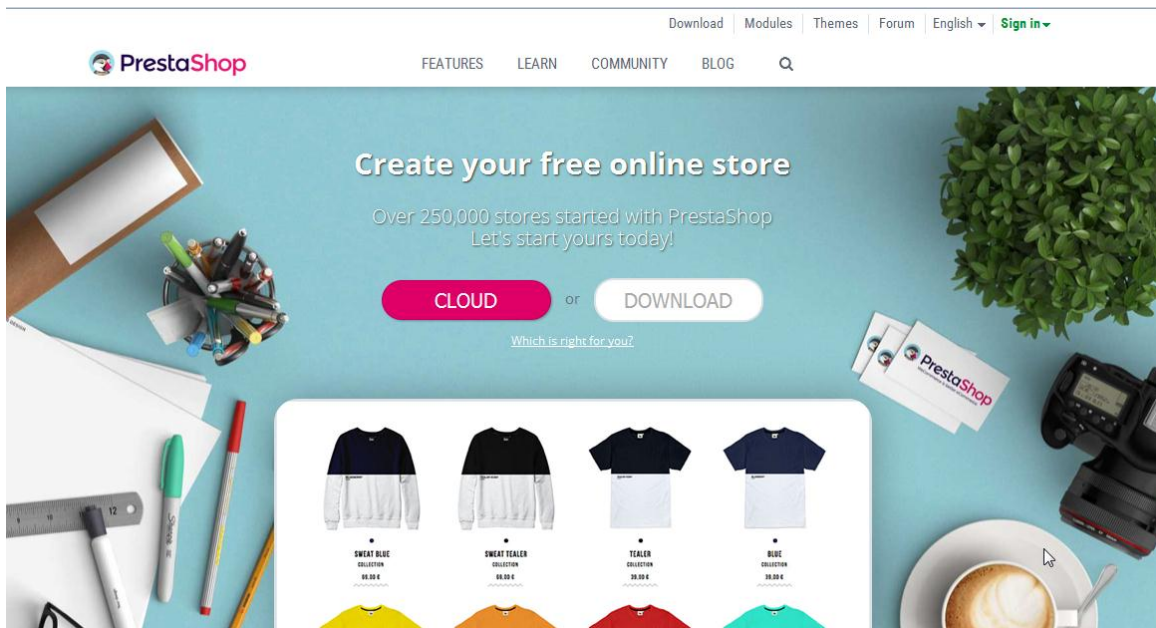 Download Modules Themes Forum English Sign in
PrestaShop
FEATURES LEARN COMMUNITY BLOG
Create your free online store
Over 250,000 stores started with PrestaShop
Let's start yours today!
CLOUD or DOWNLOAD
Which is right for you?
PrestaShop
SWEAT BLUE
COLLECTION
SWEAT TEALER
COLLECTION
TEALER
COLLECTION
BLUE
COLLECTION